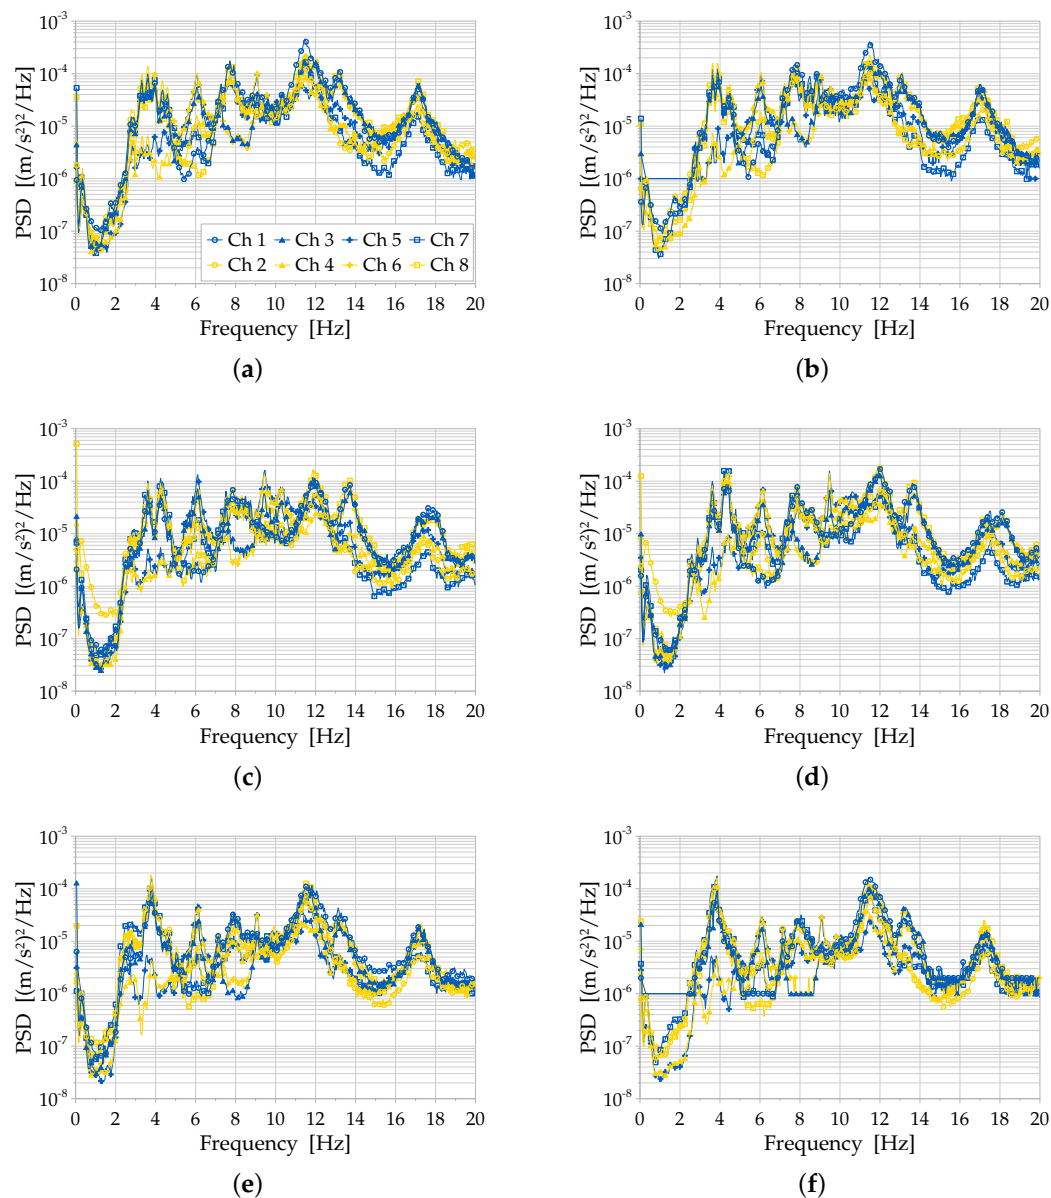 10⁻³ 10⁻³
10⁻⁴ 10⁻⁴
10⁻⁵ 10⁻⁵
10⁻⁶ 10⁻⁶
10⁻⁷ 10⁻⁷
10⁻⁸ 10⁻⁸
PSD [(m/s²)²/Hz] PSD [(m/s²)²/Hz]
Ch 1 Ch 3 Ch 5 Ch 7
Ch 2 Ch 4 Ch 6 Ch 8
0 2 4 6 8 10 12 14 16 18 20 0 2 4 6 8 10 12 14 16 18 20
Frequency [Hz] Frequency [Hz]
(a) (b)
10⁻³ 10⁻³
10⁻⁴ 10⁻⁴
10⁻⁵ 10⁻⁵
10⁻⁶ 10⁻⁶
10⁻⁷ 10⁻⁷
10⁻⁸ 10⁻⁸
PSD [(m/s²)²/Hz] PSD [(m/s²)²/Hz]
0 2 4 6 8 10 12 14 16 18 20 0 2 4 6 8 10 12 14 16 18 20
Frequency [Hz] Frequency [Hz]
(c) (d)
10⁻³ 10⁻³
10⁻⁴ 10⁻⁴
10⁻⁵ 10⁻⁵
10⁻⁶ 10⁻⁶
10⁻⁷ 10⁻⁷
10⁻⁸ 10⁻⁸
PSD [(m/s²)²/Hz] PSD [(m/s²)²/Hz]
0 2 4 6 8 10 12 14 16 18 20 0 2 4 6 8 10 12 14 16 18 20
Frequency [Hz] Frequency [Hz]
(e) (f)